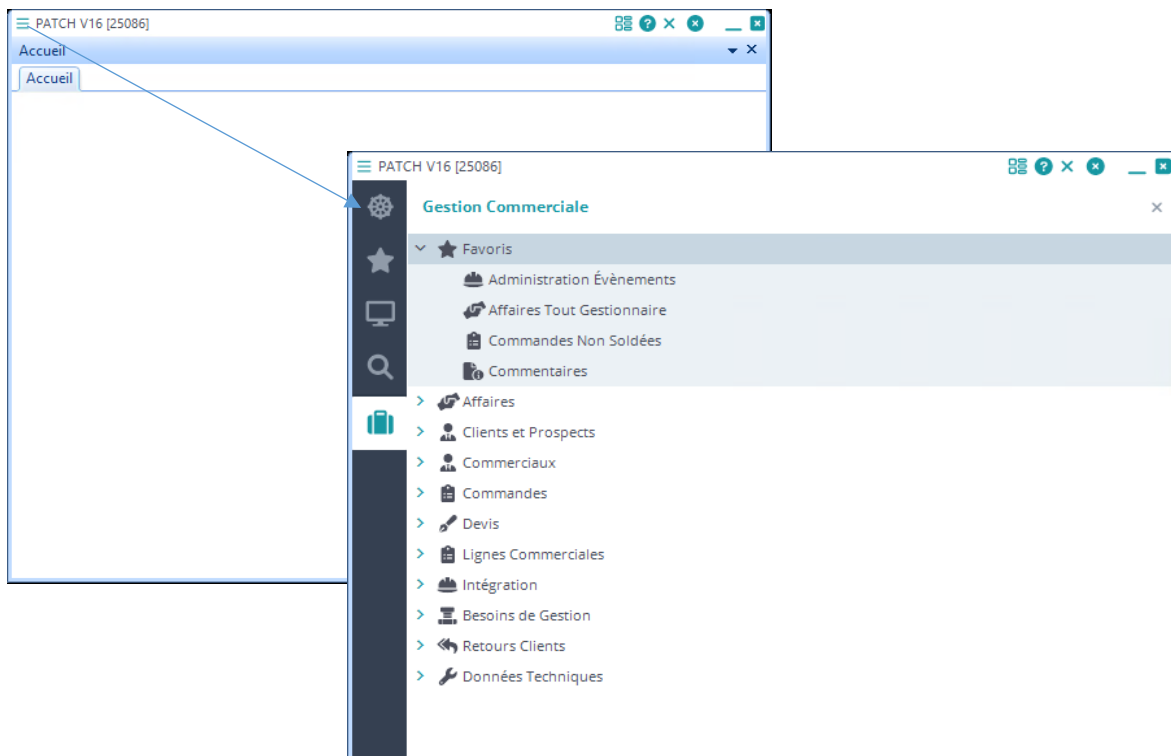 PATCH V16 [25086]
Accueil
Accueil
PATCH V16 [25086]
Gestion Commerciale
Favoris
Administration Évènements
Affaires Tout Gestionnaire
Commandes Non Soldées
Commentaires
Affaires
Clients et Prospects
Commerciaux
Commandes
Devis
Lignes Commerciales
Intégration
Besoins de Gestion
Retours Clients
Données Techniques